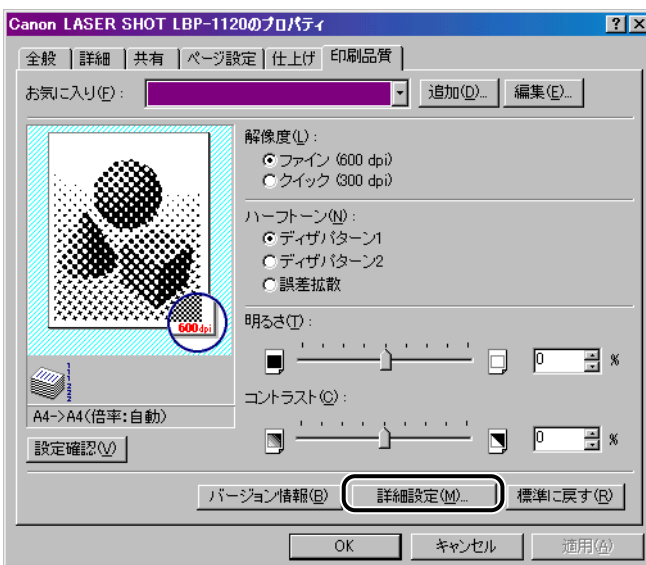 Canon LASER SHOT LBP-1120のプロパティ
全般 詳細 共有 ページ設定 仕上げ 印刷品質
お気に入り(F): 追加(D)... 編集(E)...
解像度(L):
ファイン (600 dpi)
クイック (300 dpi)
ハーフトーン(N):
ディザパターン1
ディザパターン2
誤差拡散
600dpi
明るさ(T):
0 %
A4->A4(倍率:自動)
コントラスト(C):
設定確認(V)
0 %
バージョン情報(B) 詳細設定(M)... 標準に戻す(R)
OK キャンセル 適用(A)